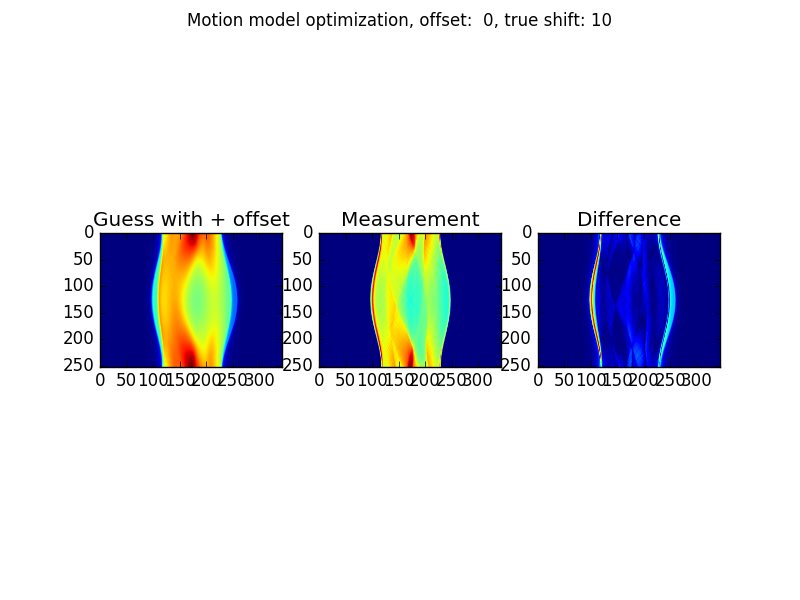 Motion model optimization, offset:  0, true shift: 10
Guess with + offset Measurement Difference
0 0 0
50 50 50
100 100 100
150 150 150
200 200 200
250 250 250
0 50 100 150 200 250 300 0 50 100 150 200 250 300 0 50 100 150 200 250 300